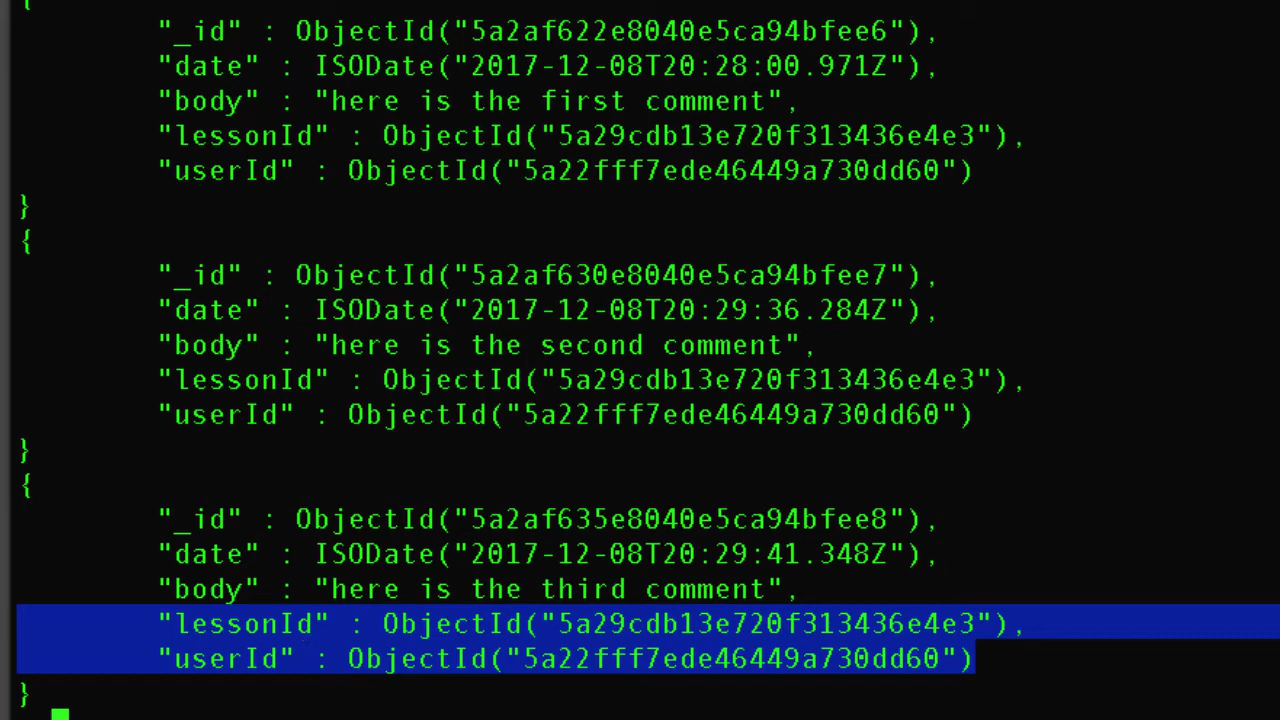 {
"_id" : ObjectId("5a2af622e8040e5ca94bfee6"),
"date" : ISODate("2017-12-08T20:28:00.971Z"),
"body" : "here is the first comment",
"lessonId" : ObjectId("5a29cdb13e720f313436e4e3"),
"userId" : ObjectId("5a22fff7ede46449a730dd60")
}
{
"_id" : ObjectId("5a2af630e8040e5ca94bfee7"),
"date" : ISODate("2017-12-08T20:29:36.284Z"),
"body" : "here is the second comment",
"lessonId" : ObjectId("5a29cdb13e720f313436e4e3"),
"userId" : ObjectId("5a22fff7ede46449a730dd60")
}
{
"_id" : ObjectId("5a2af635e8040e5ca94bfee8"),
"date" : ISODate("2017-12-08T20:29:41.348Z"),
"body" : "here is the third comment",
"lessonId" : ObjectId("5a29cdb13e720f313436e4e3"),
"userId" : ObjectId("5a22fff7ede46449a730dd60")
}